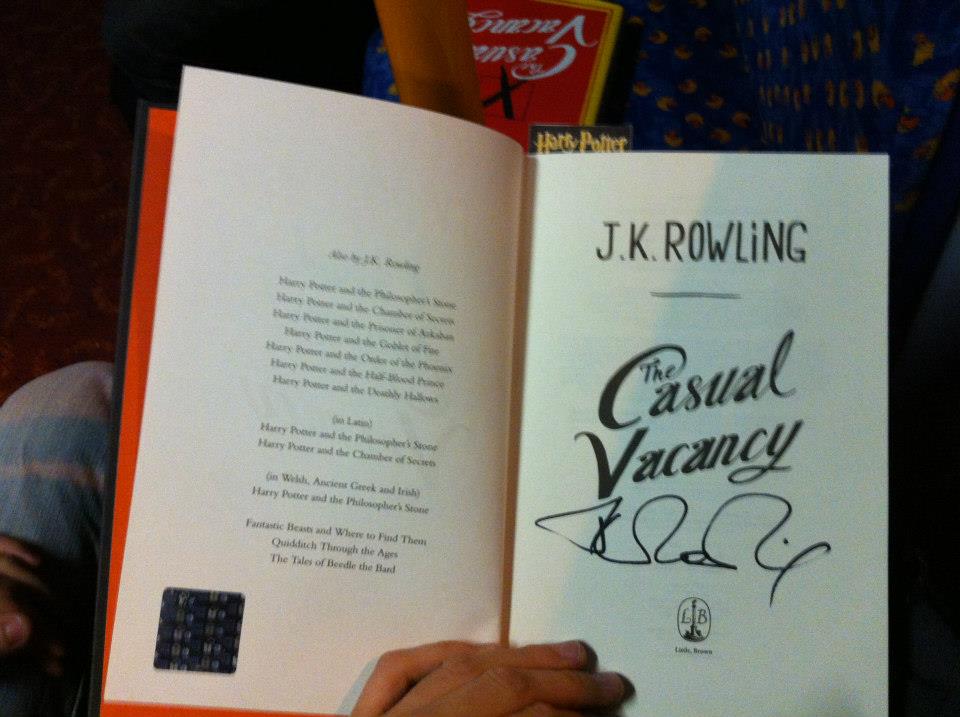 The
Casual
Vacancy
Harry Potter
Also by J.K. Rowling
Harry Potter and the Philosopher's Stone
Harry Potter and the Chamber of Secrets
Harry Potter and the Prisoner of Azkaban
Harry Potter and the Goblet of Fire
Harry Potter and the Order of the Phoenix
Harry Potter and the Half-Blood Prince
Harry Potter and the Deathly Hallows
(in Latin)
Harry Potter and the Philosopher's Stone
Harry Potter and the Chamber of Secrets
(in Welsh, Ancient Greek and Irish)
Harry Potter and the Philosopher's Stone
Fantastic Beasts and Where to Find Them
Quidditch Through the Ages
The Tales of Beedle the Bard
J.K. ROWLING
The
Casual
Vacancy
L B
Little, Brown